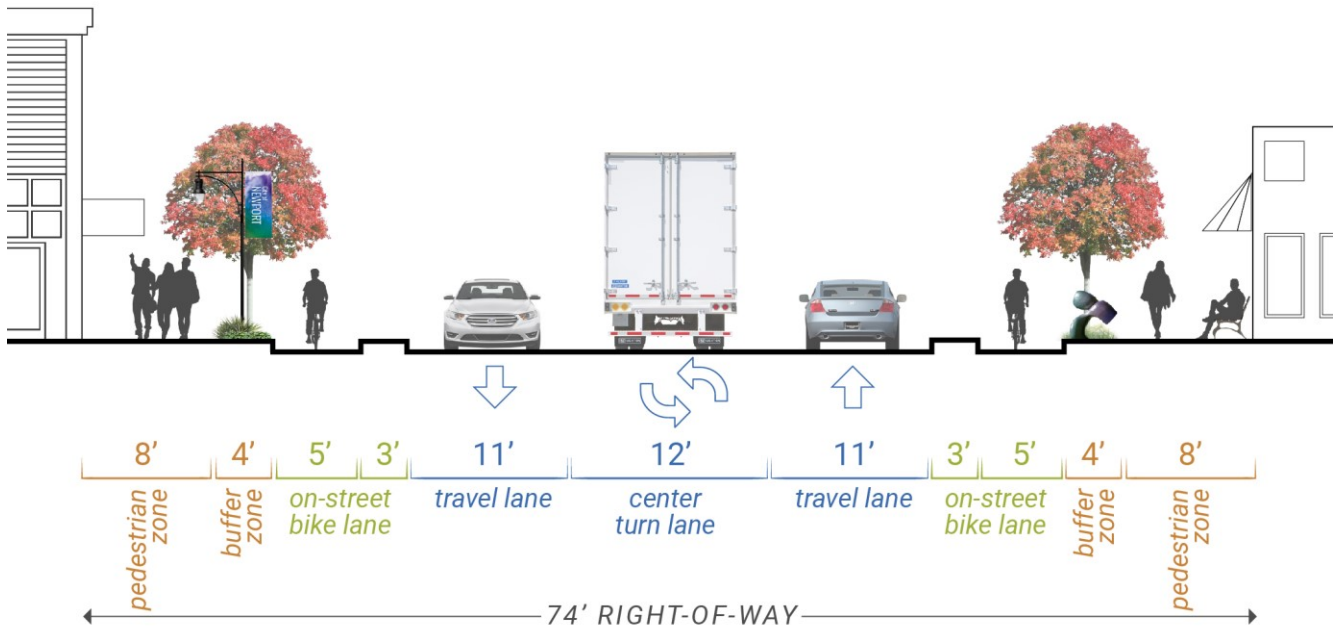 City of
NEWPORT
8’ 4’ 5’ 3’ 11’ 12’ 11’ 3’ 5’ 4’ 8’
pedestrian
zone
buffer
zone
on-street
bike lane
travel lane
center
turn lane
travel lane
on-street
bike lane
buffer
zone
pedestrian
zone
74’ RIGHT-OF-WAY